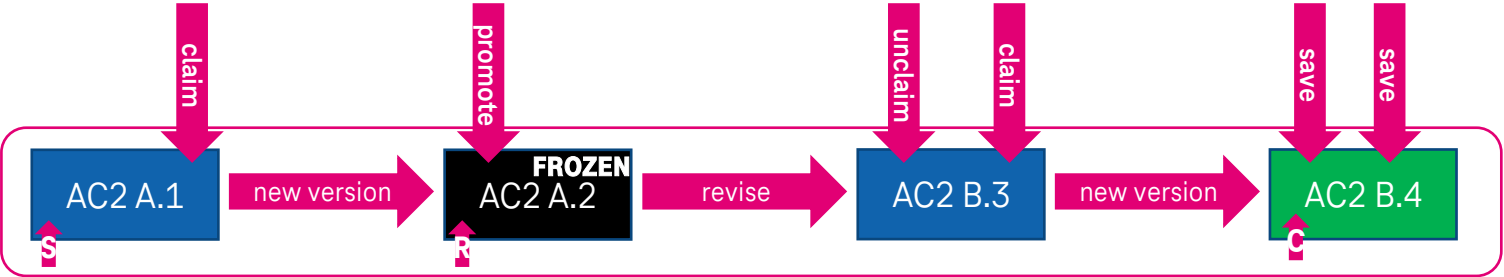 claim
promote
unclaim
claim
save
save
AC2 A.1
new version
FROZEN
AC2 A.2
revise
AC2 B.3
new version
AC2 B.4
S
R
C